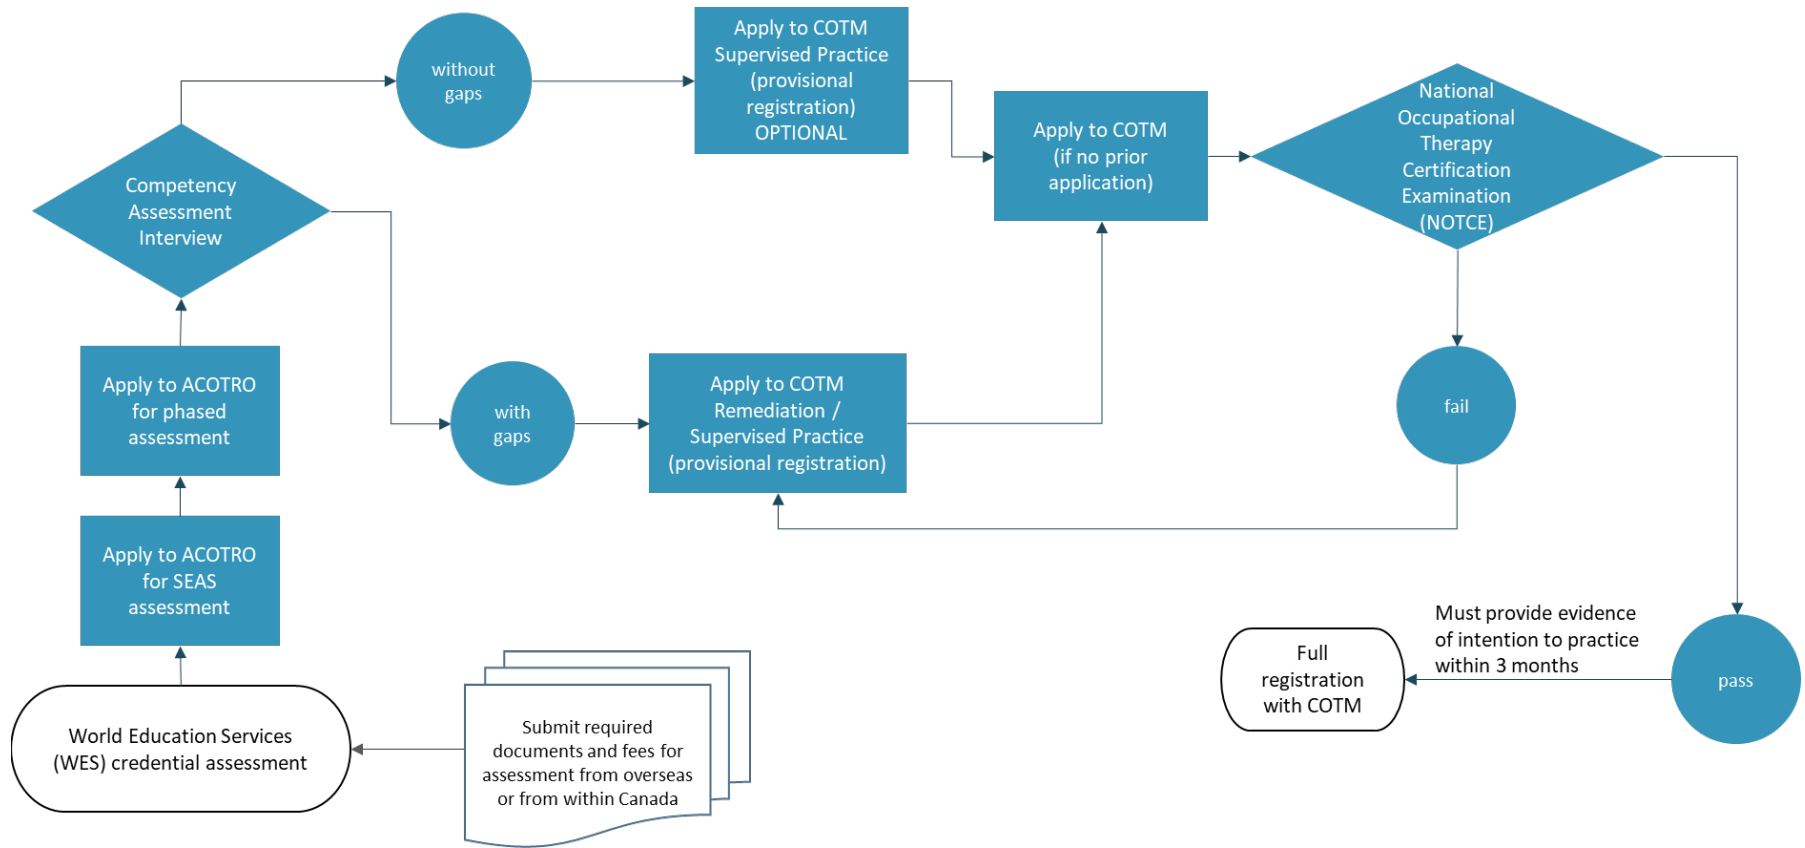 without
gaps
Apply to COTM
Supervised Practice
(provisional
registration)
OPTIONAL
Apply to COTM
(if no prior
application)
National
Occupational
Therapy
Certification
Examination
(NOTCE)
Competency
Assessment
Interview
Apply to ACOTRO
for phased
assessment
with
gaps
Apply to COTM
Remediation /
Supervised Practice
(provisional registration)
fail
Apply to ACOTRO
for SEAS
assessment
Must provide evidence
of intention to practice
within 3 months
Full
registration
with COTM
pass
World Education Services
(WES) credential assessment
Submit required
documents and fees for
assessment from overseas
or from within Canada